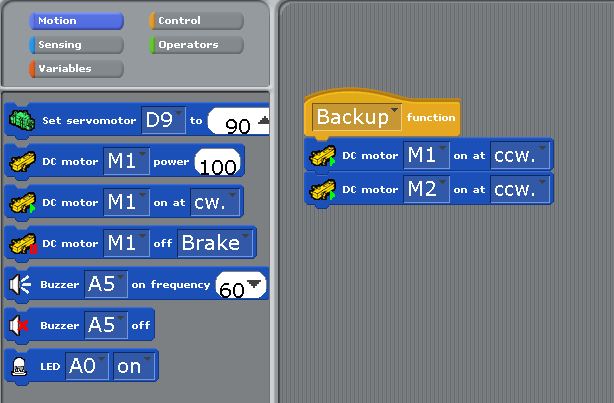 Motion Control
Sensing Operators
Variables
Set servomotor D9 to 90
DC motor M1 power 100
DC motor M1 on at cw.
DC motor M1 off Brake
Buzzer A5 on frequency 60
Buzzer A5 off
LED A0 on
Backup function
DC motor M1 on at ccw.
DC motor M2 on at ccw.